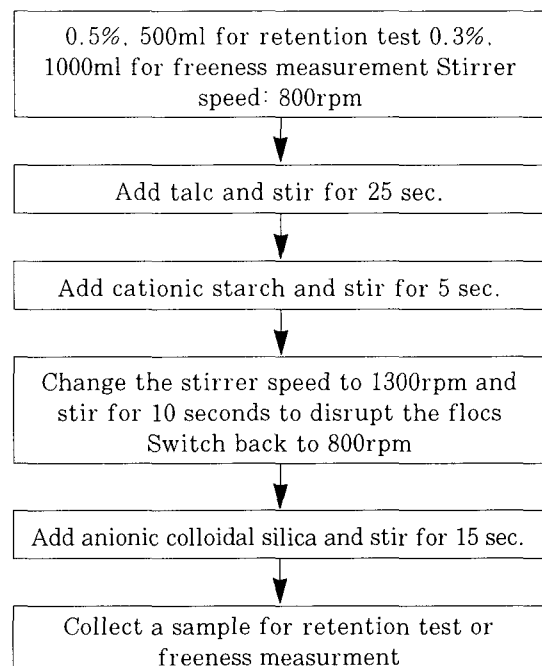 0.5%. 500ml for retention test 0.3%.
1000ml for freeness measurement Stirrer
speed: 800rpm
Add talc and stir for 25 sec.
Add cationic starch and stir for 5 sec.
Change the stirrer speed to 1300rpm and
stir for 10 seconds to disrupt the flocs
Switch back to 800rpm
Add anionic colloidal silica and stir for 15 sec.
Collect a sample for retention test or
freeness measurment